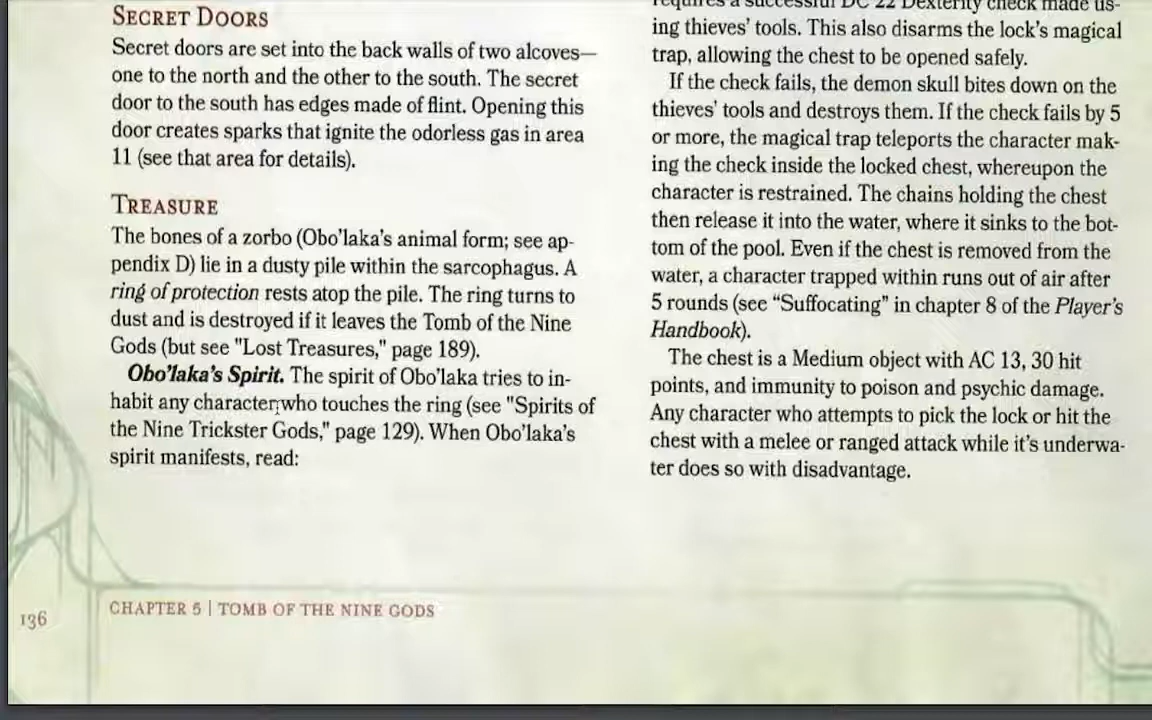 SECRET DOORS
Secret doors are set into the back walls of two alcoves—
one to the north and the other to the south. The secret
door to the south has edges made of flint. Opening this
door creates sparks that ignite the odorless gas in area
11 (see that area for details).
TREASURE
The bones of a zorbo (Obo'laka's animal form; see ap-
pendix D) lie in a dusty pile within the sarcophagus. A
ring of protection rests atop the pile. The ring turns to
dust and is destroyed if it leaves the Tomb of the Nine
Gods (but see "Lost Treasures," page 189).
Obo'laka's Spirit. The spirit of Obo'laka tries to in-
habit any character who touches the ring (see "Spirits of
the Nine Trickster Gods," page 129). When Obo'laka's
spirit manifests, read:
requires a successful DC 22 Dexterity check made us-
ing thieves' tools. This also disarms the lock's magical
trap, allowing the chest to be opened safely.
If the check fails, the demon skull bites down on the
thieves' tools and destroys them. If the check fails by 5
or more, the magical trap teleports the character mak-
ing the check inside the locked chest, whereupon the
character is restrained. The chains holding the chest
then release it into the water, where it sinks to the bot-
tom of the pool. Even if the chest is removed from the
water, a character trapped within runs out of air after
5 rounds (see “Suffocating” in chapter 8 of the Player's
Handbook).
The chest is a Medium object with AC 13, 30 hit
points, and immunity to poison and psychic damage.
Any character who attempts to pick the lock or hit the
chest with a melee or ranged attack while it's underwa-
ter does so with disadvantage.
136
CHAPTER 5 | TOMB OF THE NINE GODS